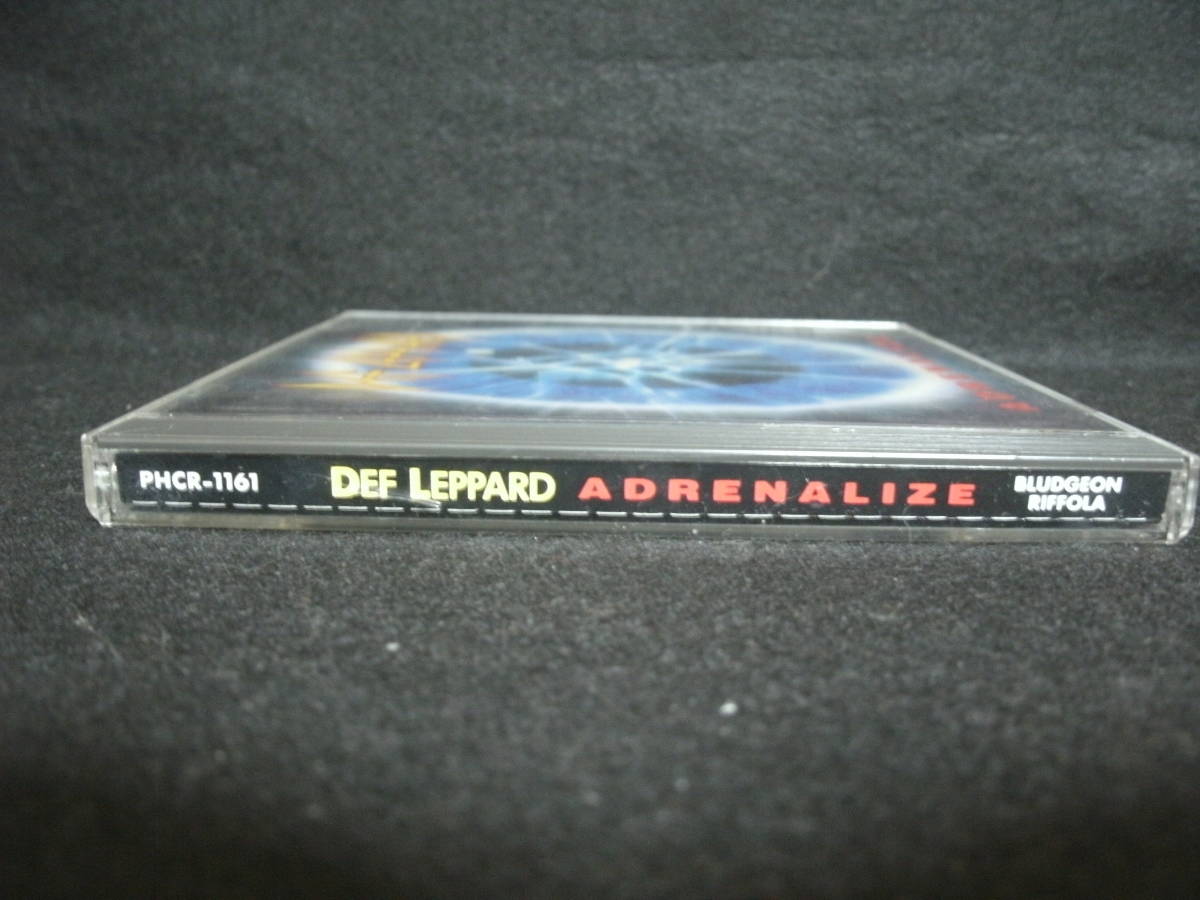 PHCR-1161
DEF LEPPARD
ADRENALIZE
BLUDGEON
RIFFOLA